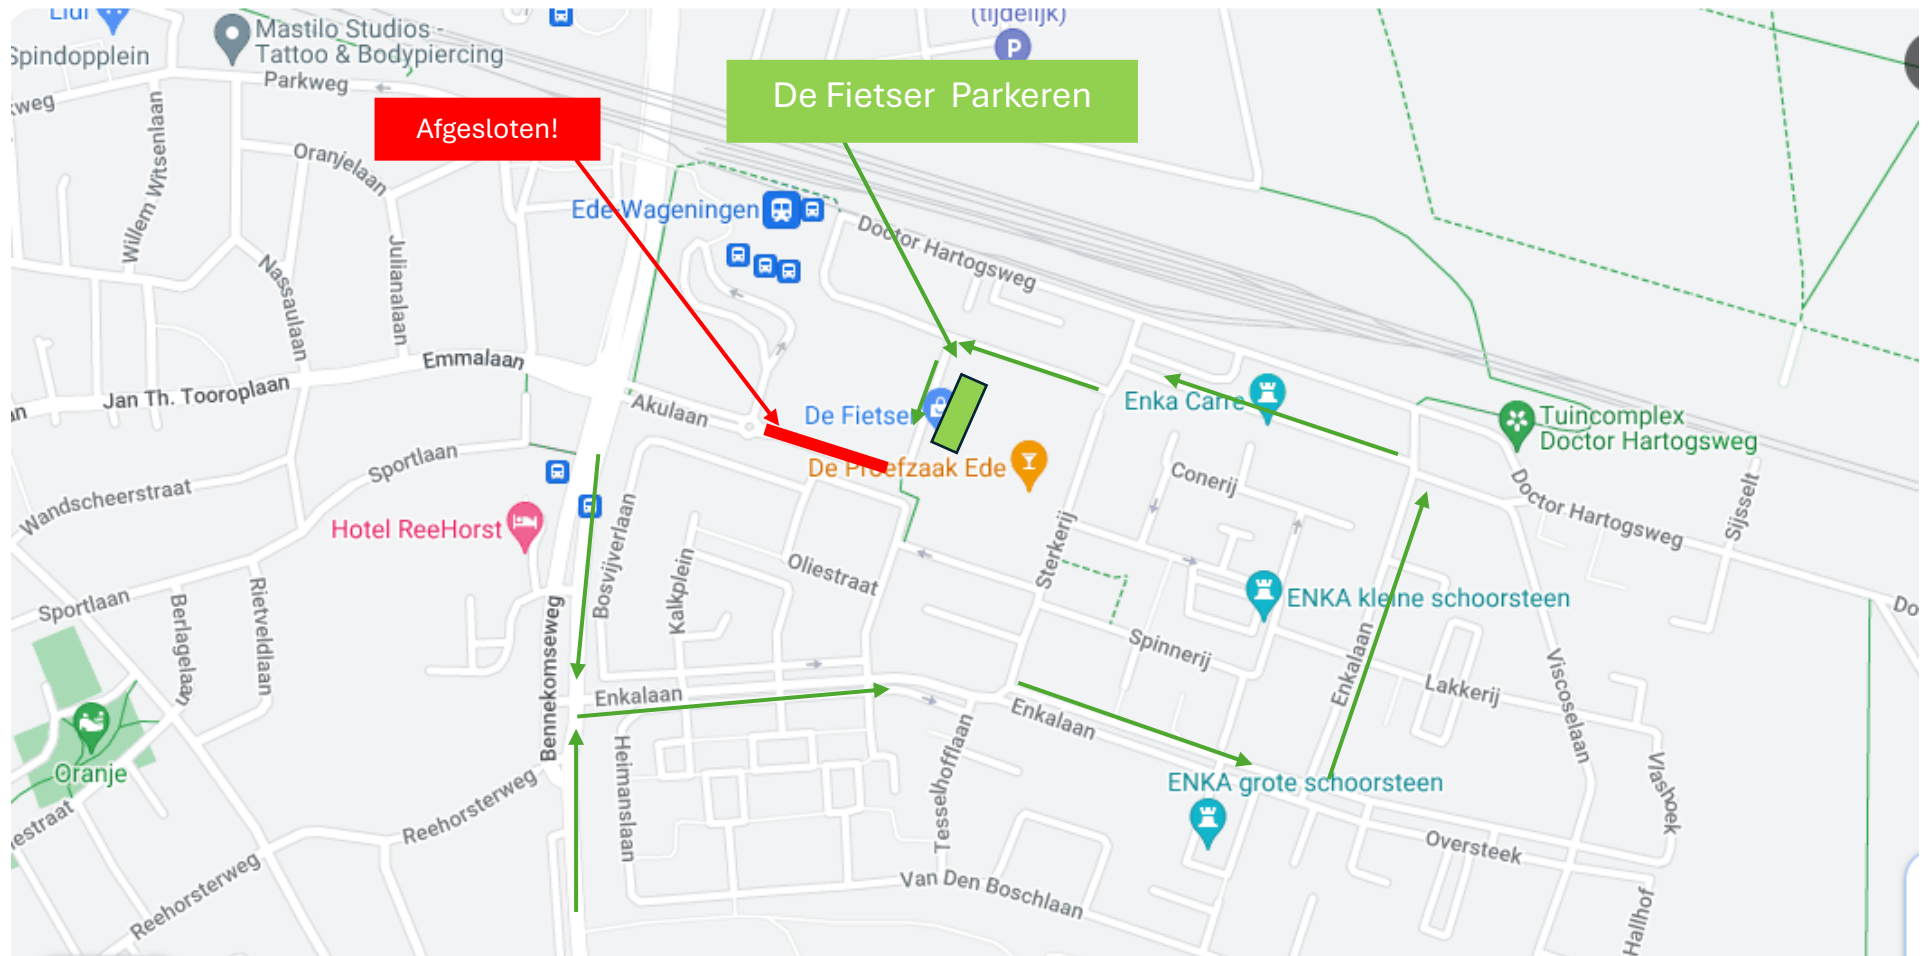 Lidl
Spindopplein
Mastilo Studios -
Tattoo & Bodypiercing
(tijdelijk)
P
Parkweg
De Fietser Parkeren
Afgesloten!
Willem Witsenlaan
Oranjelaan
Ede-Wageningen
Doctor Hartogsweg
Nassaulaan
Julianalaan
Emmalaan
Jan Th. Tooroplaan
Akulaan
De Fietser
Enka Carré
Tuincomplex
Doctor Hartogsweg
De Proefzaak Ede
Sportlaan
Wandscheerstraat
Conerij
Doctor Hartogsweg
Sijsselt
Hotel ReeHorst
Bosvijverlaan
Kalkplein
Oliestraat
Sterkerij
ENKA kleine schoorsteen
Sportlaan
Berlagelaan
Rietveldlaan
Bennekomseweg
Spinnerij
Enkalaan
Enkalaan
Enkalaan
Lakkerij
Viscoselaan
Oranje
Heimanslaan
Tesselhofflaan
ENKA grote schoorsteen
Vlashoek
Reehorsterweg
Oversteek
Reehorsterweg
Van Den Boschlaan
Hallhof